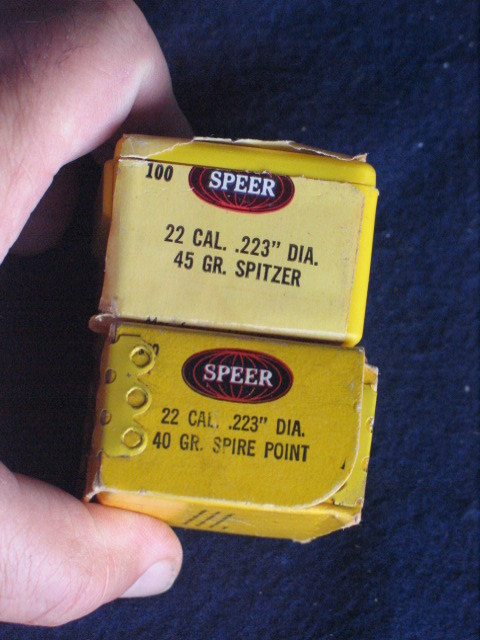 100 SPEER
22 CAL. .223" DIA.
45 GR. SPITZER
SPEER
22 CAL. .223" DIA.
40 GR. SPIRE POINT